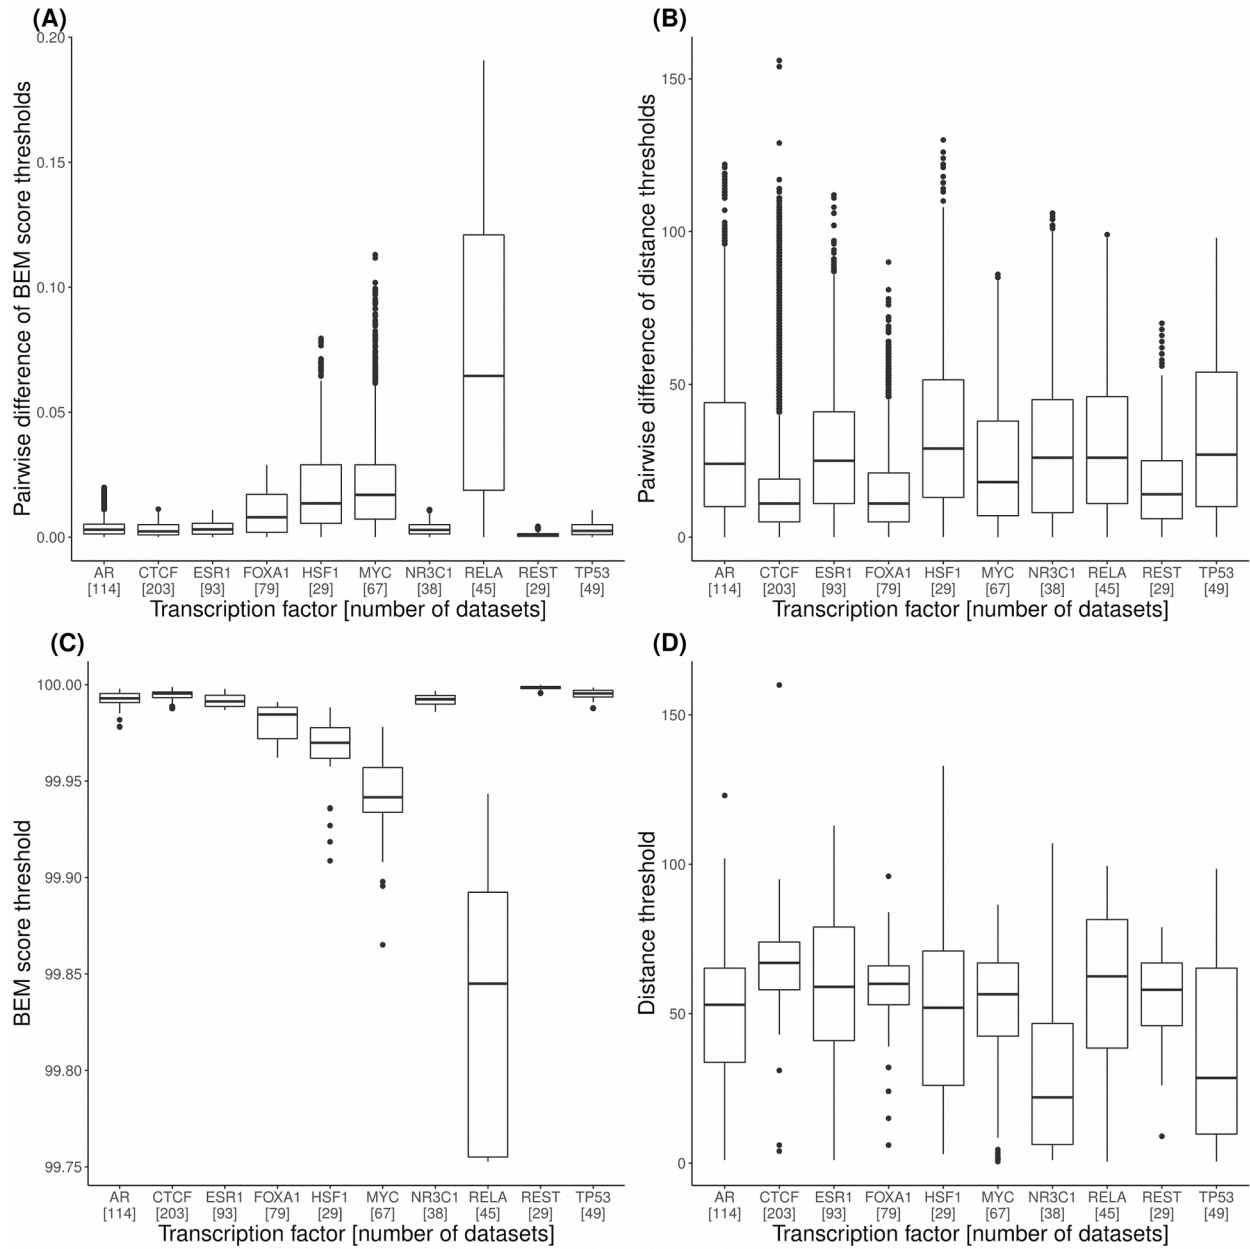 (A)
Pairwise difference of BEM score thresholds
0.20
0.15
0.10
0.05
0.00
AR CTCF ESR1 FOXA1 HSF1 MYC NR3C1 RELA REST TP53
[114] [203] [93] [79] [29] [67] [38] [45] [29] [49]
Transcription factor [number of datasets]
(B)
Pairwise difference of distance thresholds
150
100
50
0
AR CTCF ESR1 FOXA1 HSF1 MYC NR3C1 RELA REST TP53
[114] [203] [93] [79] [29] [67] [38] [45] [29] [49]
Transcription factor [number of datasets]
(C)
BEM score threshold
100.00
99.95
99.90
99.85
99.80
99.75
AR CTCF ESR1 FOXA1 HSF1 MYC NR3C1 RELA REST TP53
[114] [203] [93] [79] [29] [67] [38] [45] [29] [49]
Transcription factor [number of datasets]
(D)
Distance threshold
150
100
50
0
AR CTCF ESR1 FOXA1 HSF1 MYC NR3C1 RELA REST TP53
[114] [203] [93] [79] [29] [67] [38] [45] [29] [49]
Transcription factor [number of datasets]